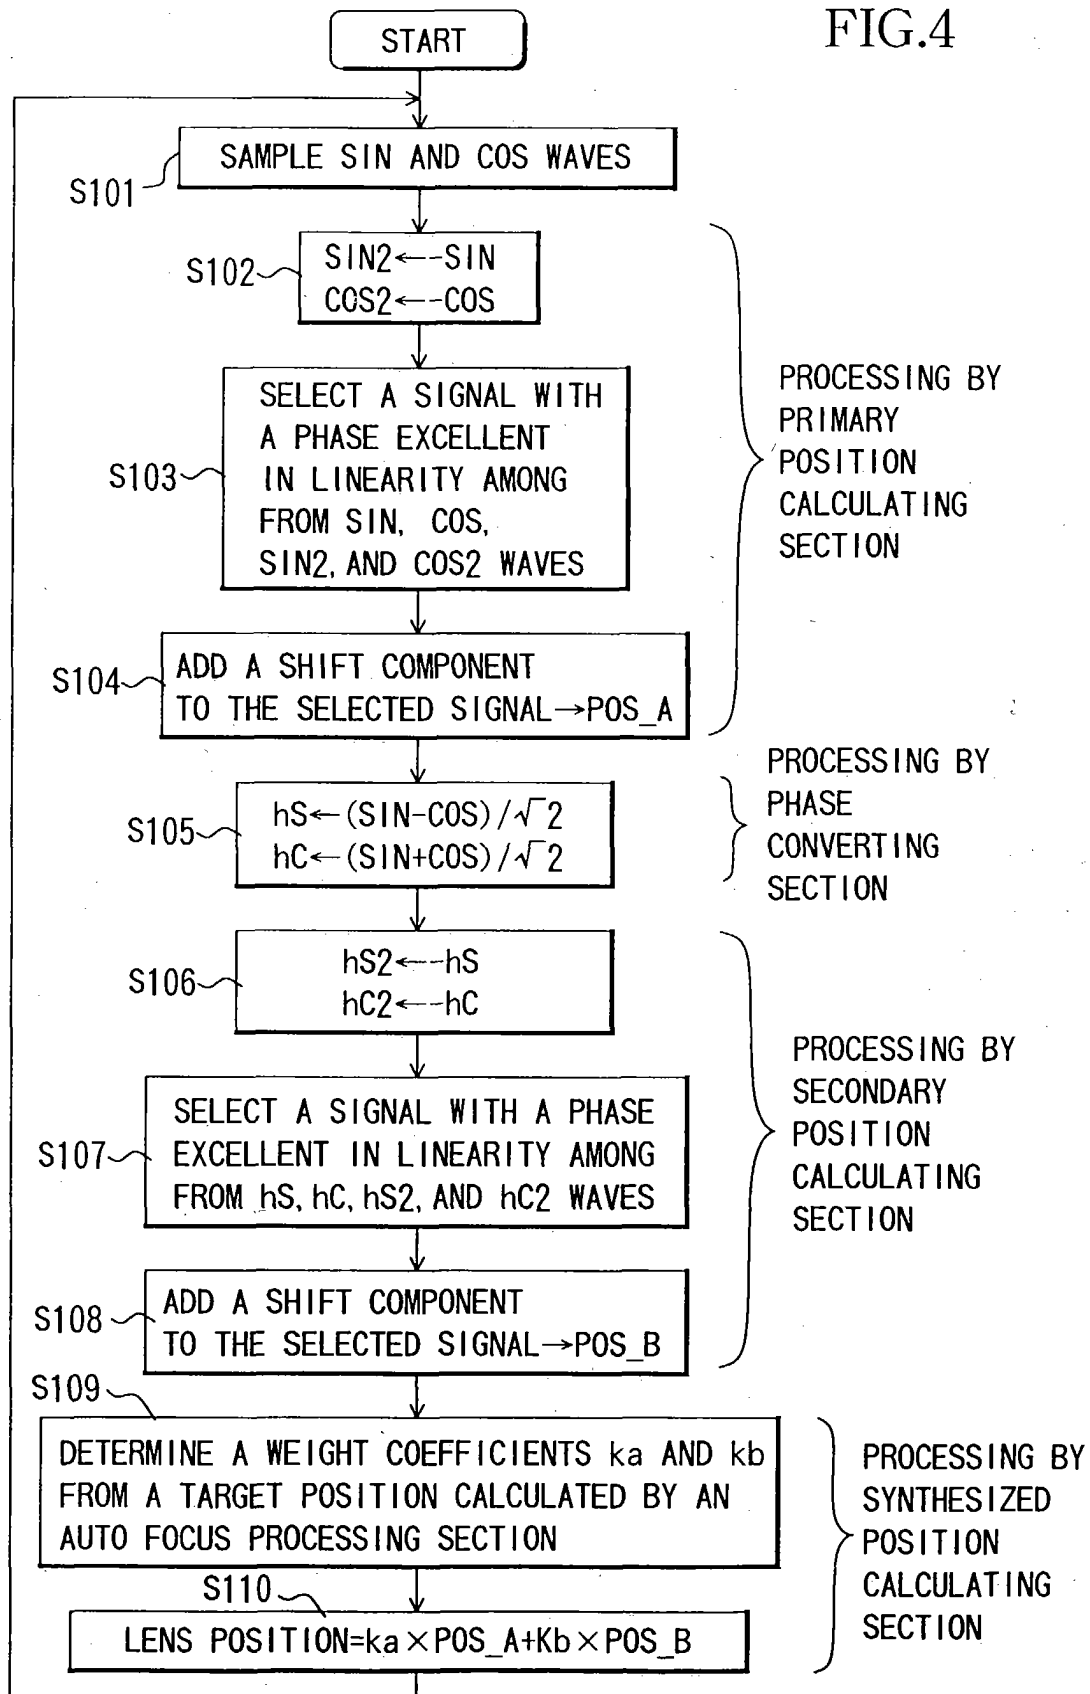 FIG.4
START
S101
SAMPLE SIN AND COS WAVES
S102
SIN2←-SIN
COS2←-COS
S103
SELECT A SIGNAL WITH
A PHASE EXCELLENT
IN LINEARITY AMONG
FROM SIN, COS,
SIN2, AND COS2 WAVES
S104
ADD A SHIFT COMPONENT
TO THE SELECTED SIGNAL→POS_A
PROCESSING BY
PRIMARY
POSITION
CALCULATING
SECTION
S105
hS←(SIN-COS)/√2
hC←(SIN+COS)/√2
PROCESSING BY
PHASE
CONVERTING
SECTION
S106
hS2←-hS
hC2←-hC
S107
SELECT A SIGNAL WITH A PHASE
EXCELLENT IN LINEARITY AMONG
FROM hS, hC, hS2, AND hC2 WAVES
S108
ADD A SHIFT COMPONENT
TO THE SELECTED SIGNAL→POS_B
PROCESSING BY
SECONDARY
POSITION
CALCULATING
SECTION
S109
DETERMINE A WEIGHT COEFFICIENTS ka AND kb
FROM A TARGET POSITION CALCULATED BY AN
AUTO FOCUS PROCESSING SECTION
S110
LENS POSITION=ka×POS_A+Kb×POS_B
PROCESSING BY
SYNTHESIZED
POSITION
CALCULATING
SECTION